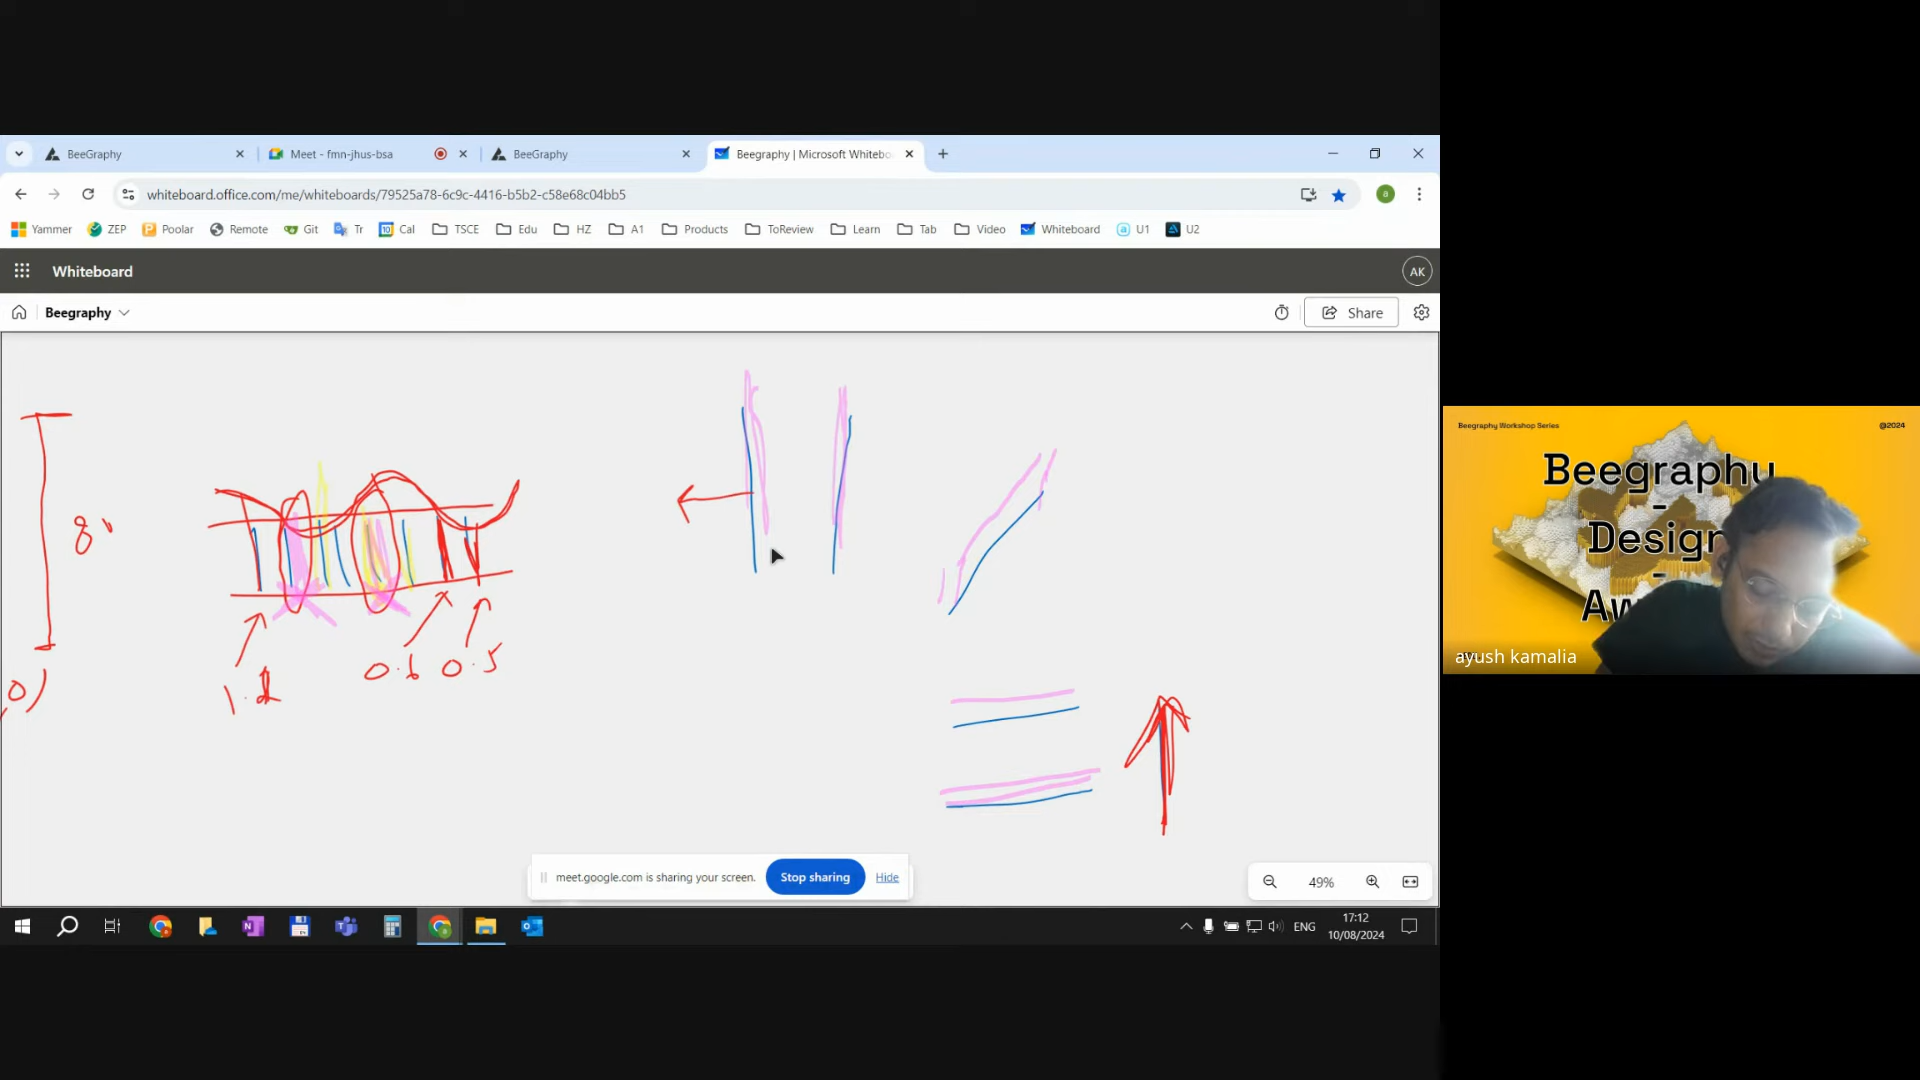 BeeGraphy
Meet - fmn-jhus-bsa
BeeGraphy
Beegraphy | Microsoft Whitebo
whiteboard.office.com/me/whiteboards/79525a78-6c9c-4416-b5b2-c58e68c04bb5
a
Yammer
ZEP
Poolar
Remote
Git
Tr
10 Cal
TSCE
Edu
HZ
A1
Products
ToReview
Learn
Tab
Video
Whiteboard
a U1
U2
Whiteboard
AK
Beegraphy
Share
8
0)
0.6
0.5
meet.google.com is sharing your screen.
Stop sharing
Hide
49%
ENG
17:12
10/08/2024
Beegraphy Workshop Series
@2024
Beegraphy
-
Design
-
ayush kamalia